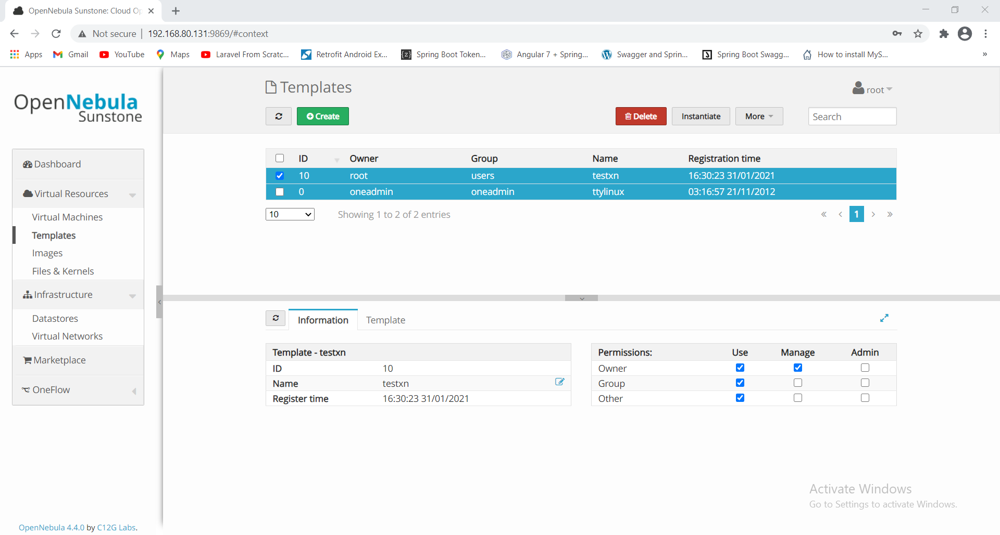 OpenNebula Sunstone: Cloud Op
Not secure | 192.168.80.131:9869/#context
Apps Gmail YouTube Maps Laravel From Scratc... Retrofit Android Ex... Spring Boot Token... Angular 7 + Spring... Swagger and Sprin... Spring Boot Swagg... How to install MyS... »
OpenNebula
Sunstone
Dashboard
Virtual Resources
Virtual Machines
Templates
Images
Files & Kernels
Infrastructure
Datastores
Virtual Networks
Marketplace
OneFlow
OpenNebula 4.4.0 by C12G Labs.
Templates
root
Create Delete Instantiate More Search
ID Owner Group Name Registration time
10 root users testxn 16:30:23 31/01/2021
0 oneadmin oneadmin ttylinux 03:16:57 21/11/2012
10 Showing 1 to 2 of 2 entries « ‹ 1 › »
Information Template
Template - testxn
ID 10
Name testxn
Register time 16:30:23 31/01/2021
Permissions: Use Manage Admin
Owner
Group
Other
Activate Windows
Go to Settings to activate Windows.